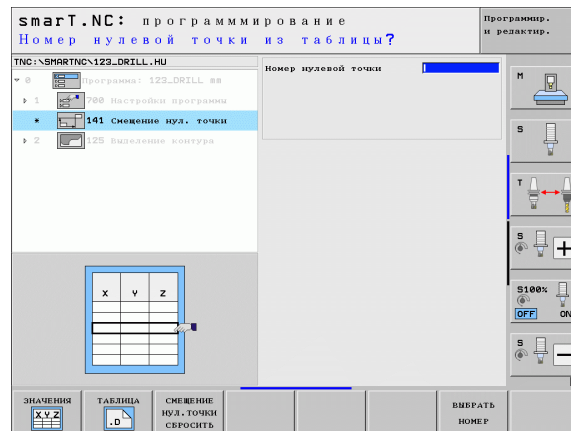 smarT.NC: программмирование
Программир.
и редактир.
Номер нулевой точки из таблицы?
TNC:\SMARTNC\123_DRILL.HU
Номер нулевой точки
0 Программа: 123_DRILL мм
1 700 Настройки программы
* 141 Смещение нул. точки
2 125 Выделение контура
M
S
T
S
+
S100%
OFF ON
S
–
X Y Z
ЗНАЧЕНИЯ
X Y Z
ТАБЛИЦА
.D
СМЕЩЕНИЕ
НУЛ.ТОЧКИ
СБРОСИТЬ
ВЫБРАТЬ
НОМЕР